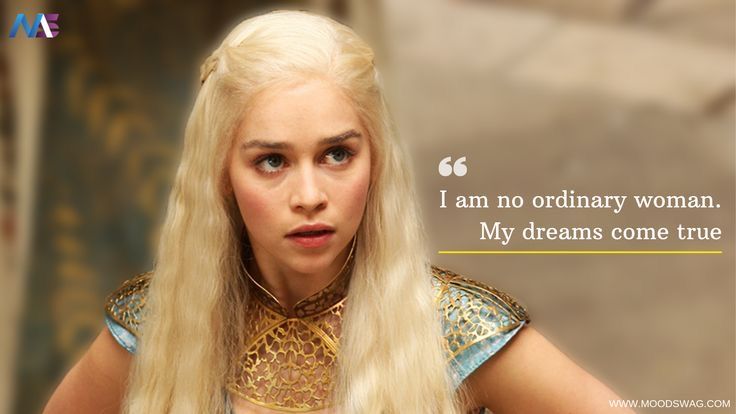 “
I am no ordinary woman.
My dreams come true
WWW.MOODSWAG.COM